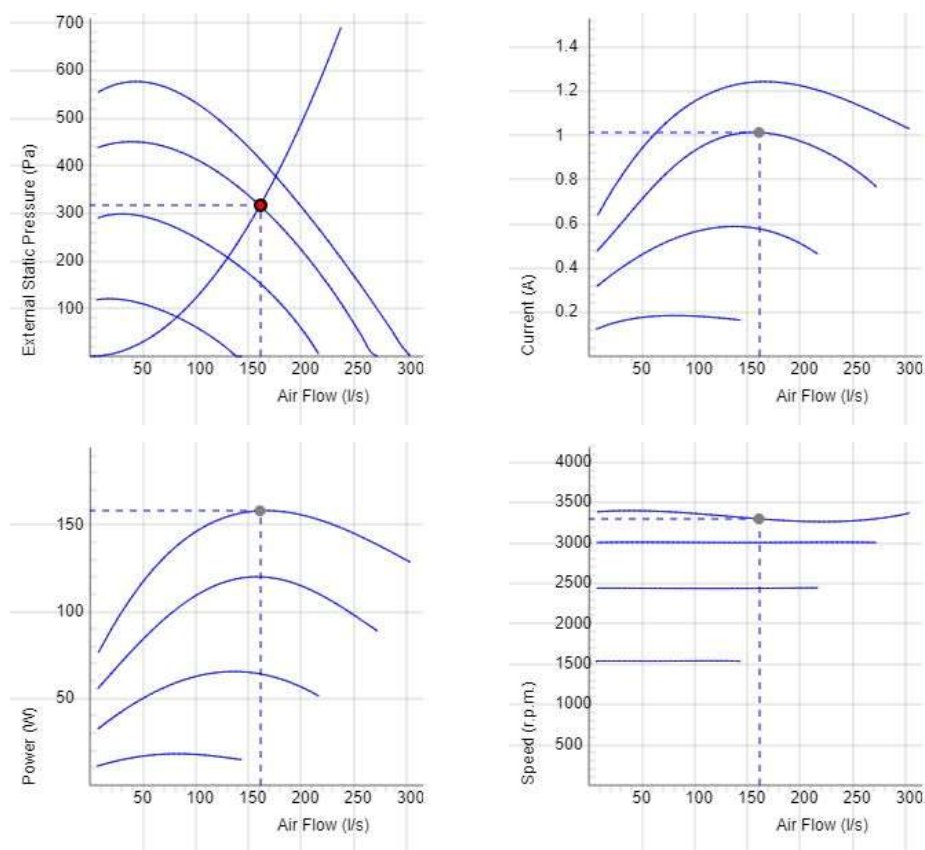 700
600
500
400
300
200
100
External Static Pressure (Pa)
50 100 150 200 250 300
Air Flow (l/s)
1.4
1.2
1
0.8
0.6
0.4
0.2
Current (A)
50 100 150 200 250 300
Air Flow (l/s)
150
100
50
Power (W)
50 100 150 200 250 300
Air Flow (l/s)
4000
3500
3000
2500
2000
1500
1000
500
Speed (r.p.m.)
50 100 150 200 250 300
Air Flow (l/s)